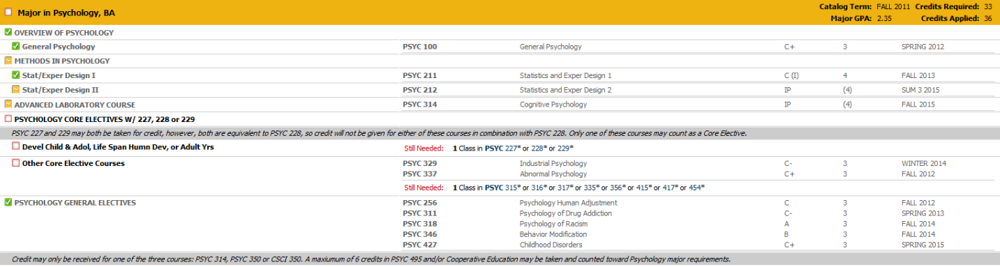 Major in Psychology, BA Catalog Term: FALL 2011 Credits Required: 33
Major GPA: 2.35 Credits Applied: 36
OVERVIEW OF PSYCHOLOGY
General Psychology PSYC 100 General Psychology C+ 3 SPRING 2012
METHODS IN PSYCHOLOGY
Stat/Exper Design I PSYC 211 Statistics and Exper Design 1 C (I) 4 FALL 2013
Stat/Exper Design II PSYC 212 Statistics and Exper Design 2 IP (4) SUM 3 2015
ADVANCED LABORATORY COURSE PSYC 314 Cognitive Psychology IP (4) FALL 2015
PSYCHOLOGY CORE ELECTIVES W/ 227, 228 or 229
PSYC 227 and 229 may both be taken for credit, however, both are equivalent to PSYC 228, so credit will not be given for either of these courses in combination with PSYC 228. Only one of these courses may count as a Core Elective.
Devel Child & Adol, Life Span Humn Dev, or Adult Yrs Still Needed: 1 Class in PSYC 227* or 228* or 229*
Other Core Elective Courses PSYC 329 Industrial Psychology C- 3 WINTER 2014
PSYC 337 Abnormal Psychology C+ 3 FALL 2012
Still Needed: 1 Class in PSYC 315* or 316* or 317* or 335* or 356* or 415* or 417* or 454*
PSYCHOLOGY GENERAL ELECTIVES PSYC 256 Psychology Human Adjustment C 3 FALL 2012
PSYC 311 Psychology of Drug Addiction C- 3 SPRING 2013
PSYC 318 Psychology of Racism A 3 FALL 2014
PSYC 346 Behavior Modification B 3 FALL 2014
PSYC 427 Childhood Disorders C+ 3 SPRING 2015
Credit may only be received for one of the three courses: PSYC 314, PSYC 350 or CSCI 350. A maxiumum of 6 credits in PSYC 495 and/or Cooperative Education may be taken and counted toward Psychology major requirements.